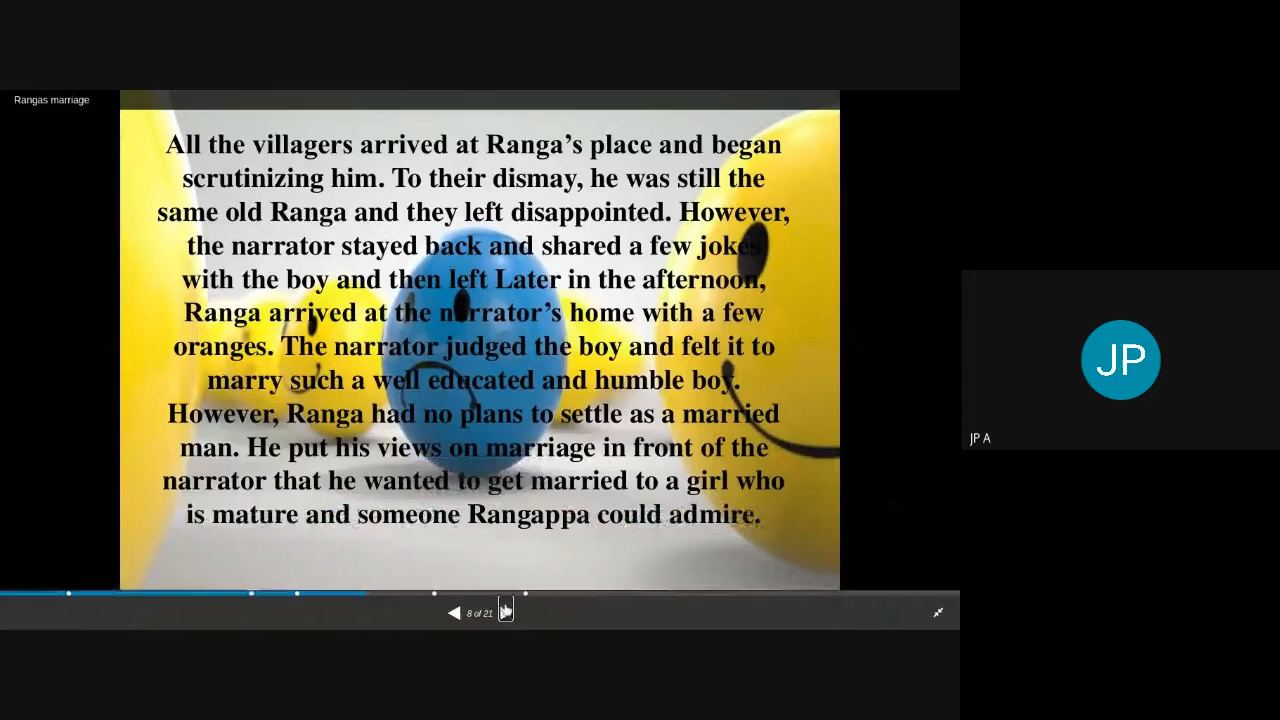 Rangas marriage
All the villagers arrived at Ranga’s place and began
scrutinizing him. To their dismay, he was still the
same old Ranga and they left disappointed. However,
the narrator stayed back and shared a few jokes
with the boy and then left Later in the afternoon,
Ranga arrived at the narrator’s home with a few
oranges. The narrator judged the boy and felt it to
marry such a well educated and humble boy.
However, Ranga had no plans to settle as a married
man. He put his views on marriage in front of the
narrator that he wanted to get married to a girl who
is mature and someone Rangappa could admire.
8 of 21
JP
JP A